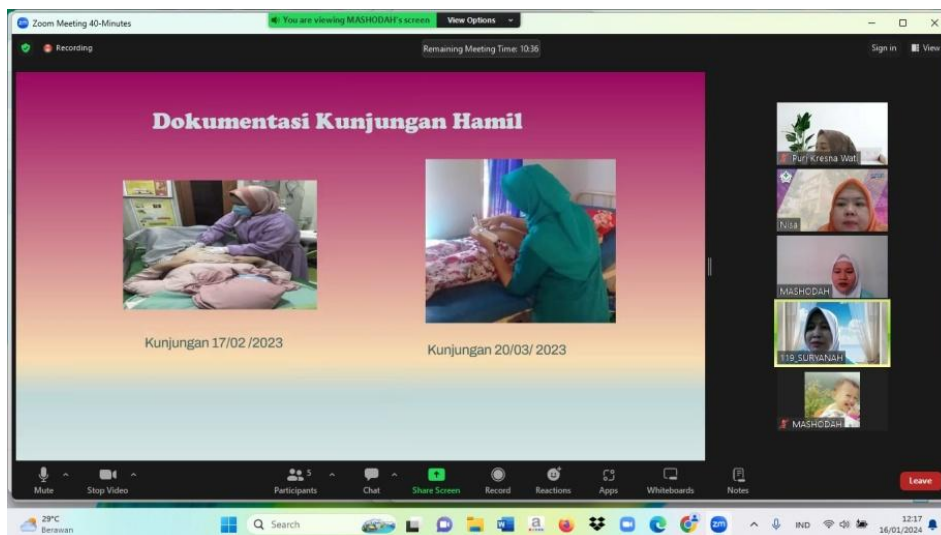 Zoom Meeting 40-Minutes
You are viewing MASHODAH's screen
View Options
Recording
Remaining Meeting Time: 10:36
Sign in
View
Dokumentasi Kunjungan Hamil
Kunjungan 17/02 /2023
Kunjungan 20/03/ 2023
Puri Kresna Wati
Nisa
MASHODAH
119_SURYANAH
MASHODAH
Mute
Stop Video
Participants
5
Chat
Share Screen
Record
Reactions
Apps
Whiteboards
Notes
Leave
29°C
Berawan
Search
zm
IND
12:17
16/01/2024